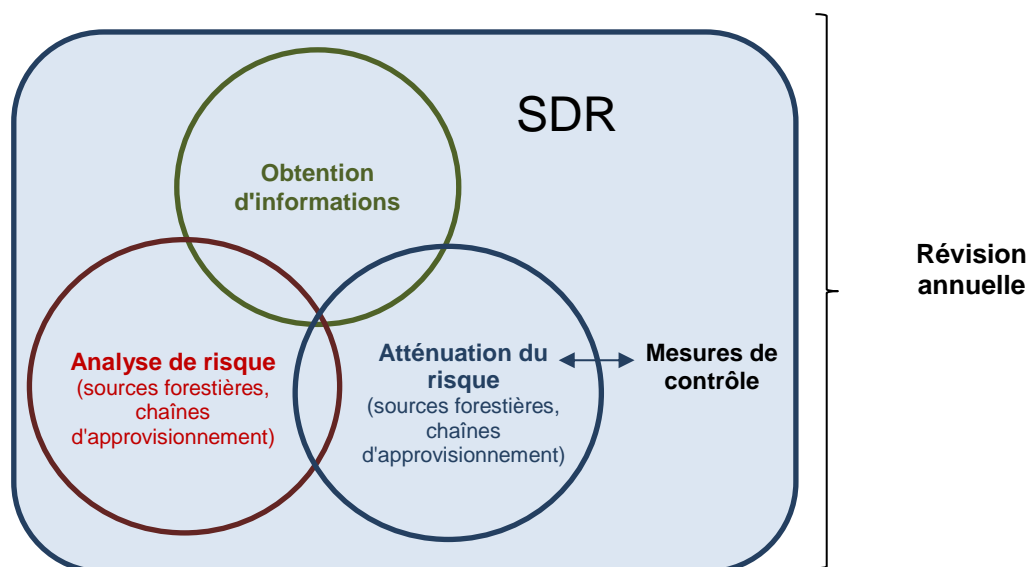 SDR
Obtention
d'informations
Analyse de risque
(sources forestières,
chaînes
d'approvisionnement)
Atténuation du
risque
(sources forestières,
chaînes
d'approvisionnement)
Mesures de
contrôle
Révision
annuelle